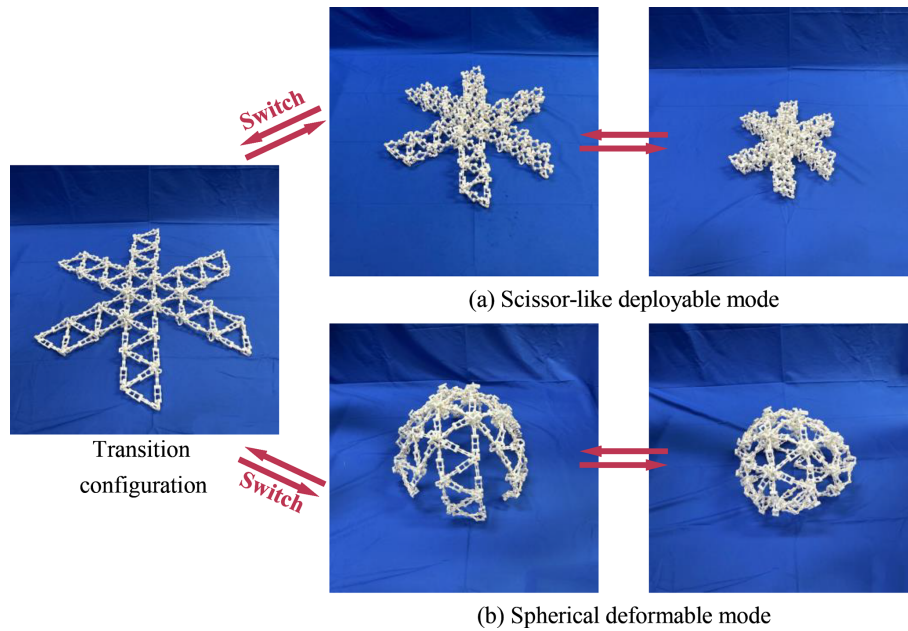 Switch
(a) Scissor-like deployable mode
Transition
configuration
Switch
(b) Spherical deformable mode